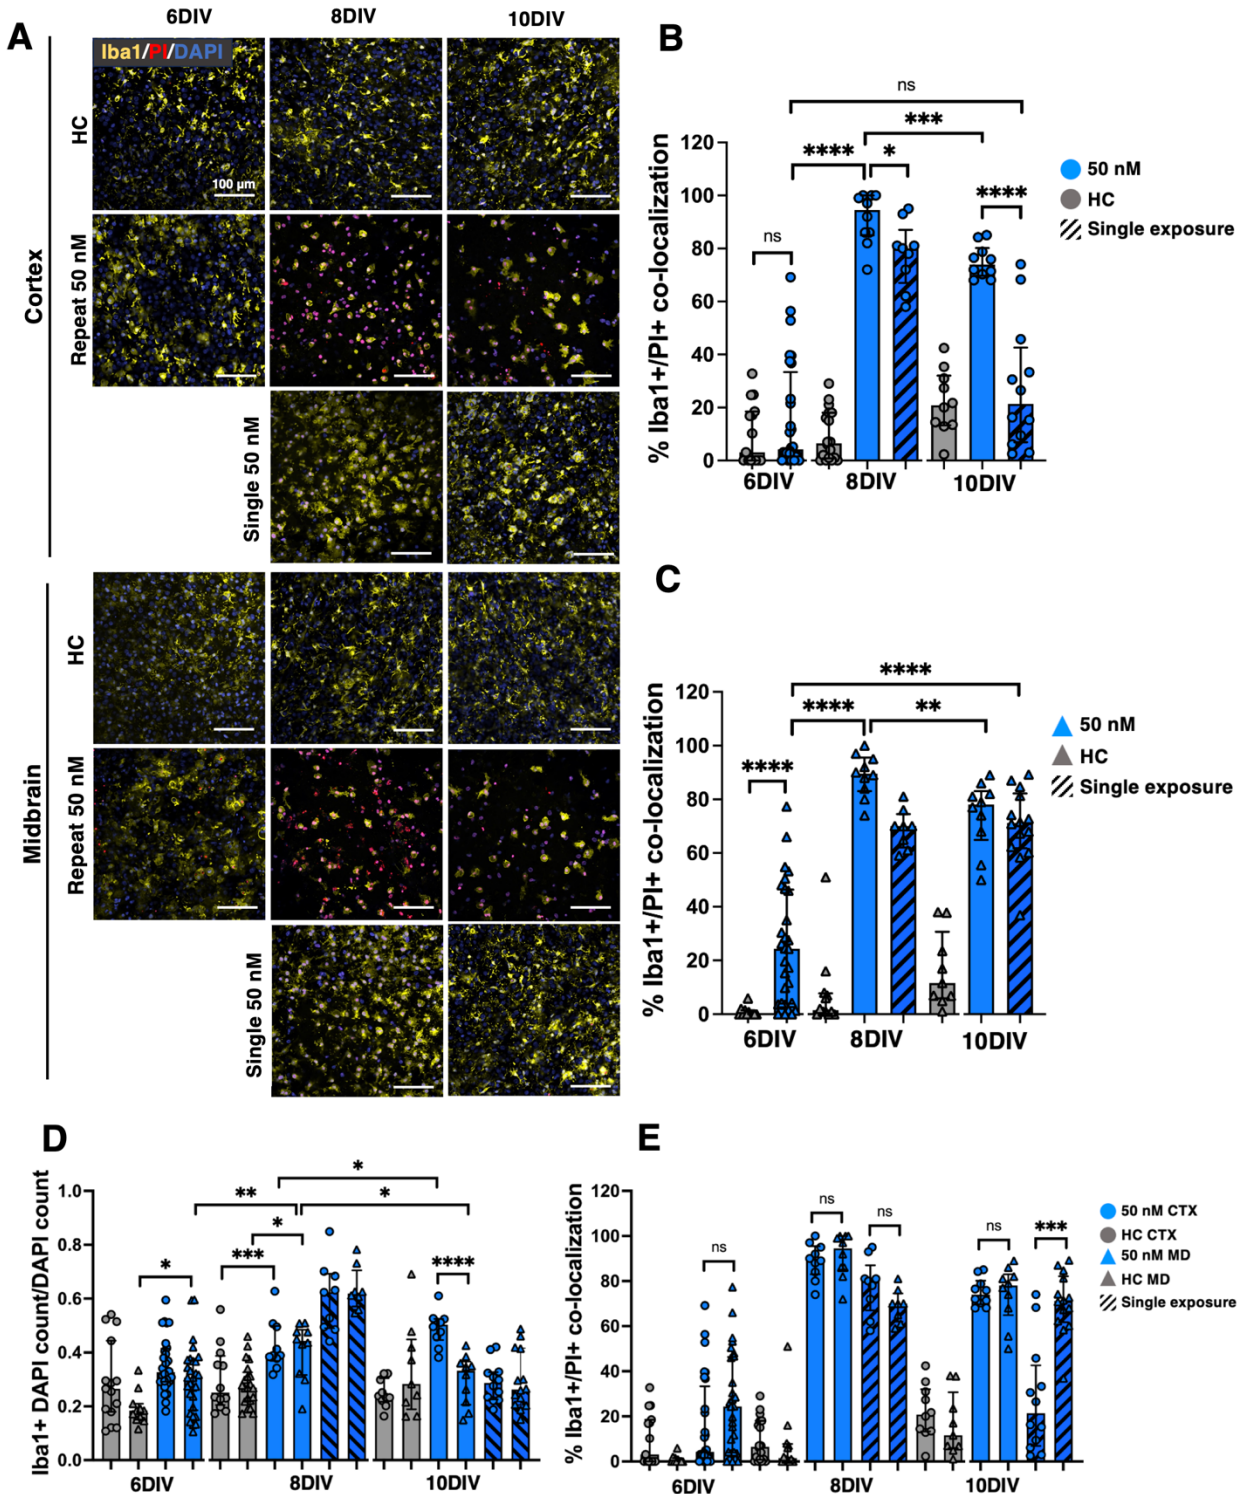 A
6DIV
8DIV
10DIV
Iba1/PI/DAPI
100 µm
Cortex
HC
Repeat 50 nM
Single 50 nM
Midbrain
HC
Repeat 50 nM
Single 50 nM
B
% Iba1+/PI+ co-localization
120
100
80
60
40
20
0
ns
***
**** *
****
ns
6DIV 8DIV 10DIV
50 nM
HC
Single exposure
C
% Iba1+/PI+ co-localization
120
100
80
60
40
20
0
****
**** **
****
6DIV 8DIV 10DIV
50 nM
HC
Single exposure
D
Iba1+ DAPI count/DAPI count
1.0
0.8
0.6
0.4
0.2
0.0
*
** *
*
*** ****
*
6DIV 8DIV 10DIV
E
% Iba1+/PI+ co-localization
120
100
80
60
40
20
0
ns
ns ns ***
ns
6DIV 8DIV 10DIV
50 nM CTX
HC CTX
50 nM MD
HC MD
Single exposure